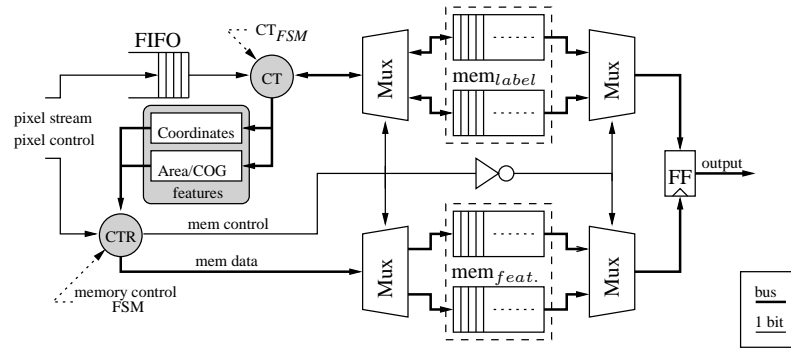 CT_FSM
FIFO
CT
Mux
mem_label
Mux
pixel stream
pixel control
Coordinates
Area/COG
features
FF
output
CTR
mem control
mem data
memory control
FSM
Mux
mem_feat.
Mux
bus
1 bit